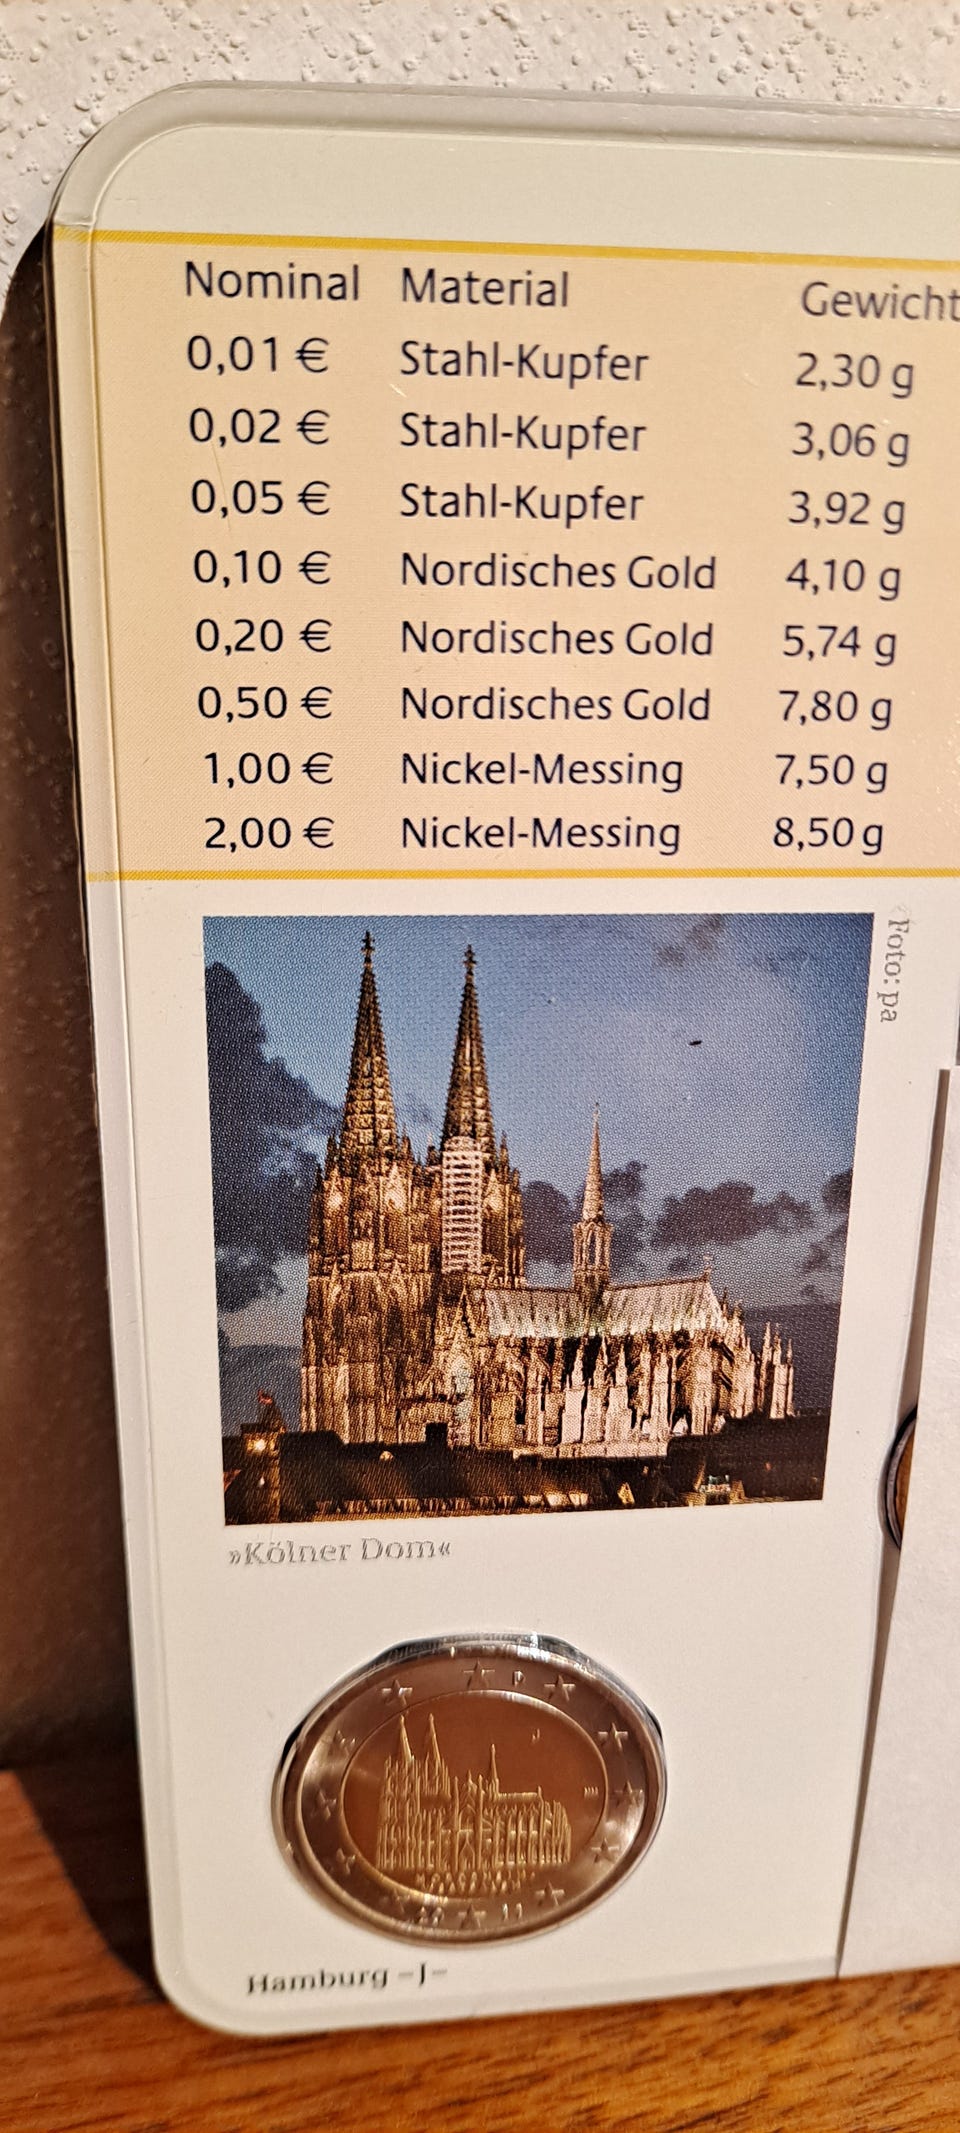 Nominal Material Gewicht
0,01 € Stahl-Kupfer 2,30 g
0,02 € Stahl-Kupfer 3,06 g
0,05 € Stahl-Kupfer 3,92 g
0,10 € Nordisches Gold 4,10 g
0,20 € Nordisches Gold 5,74 g
0,50 € Nordisches Gold 7,80 g
1,00 € Nickel-Messing 7,50 g
2,00 € Nickel-Messing 8,50 g
Foto: pa
»Kölner Dom«
D
J
20 11
Hamburg –J–